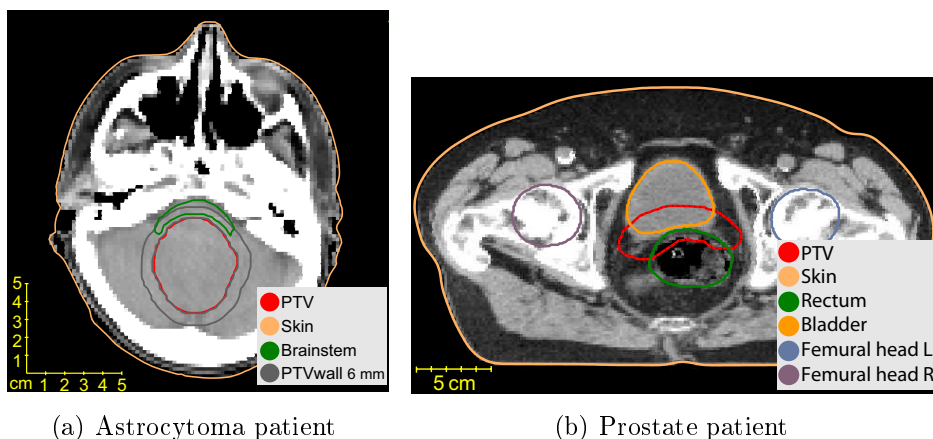 5
4
3
2
1
cm 1 2 3 4 5
PTV
Skin
Brainstem
PTVwall 6 mm
5 cm
PTV
Skin
Rectum
Bladder
Femural head L
Femural head R
(a) Astrocytoma patient
(b) Prostate patient